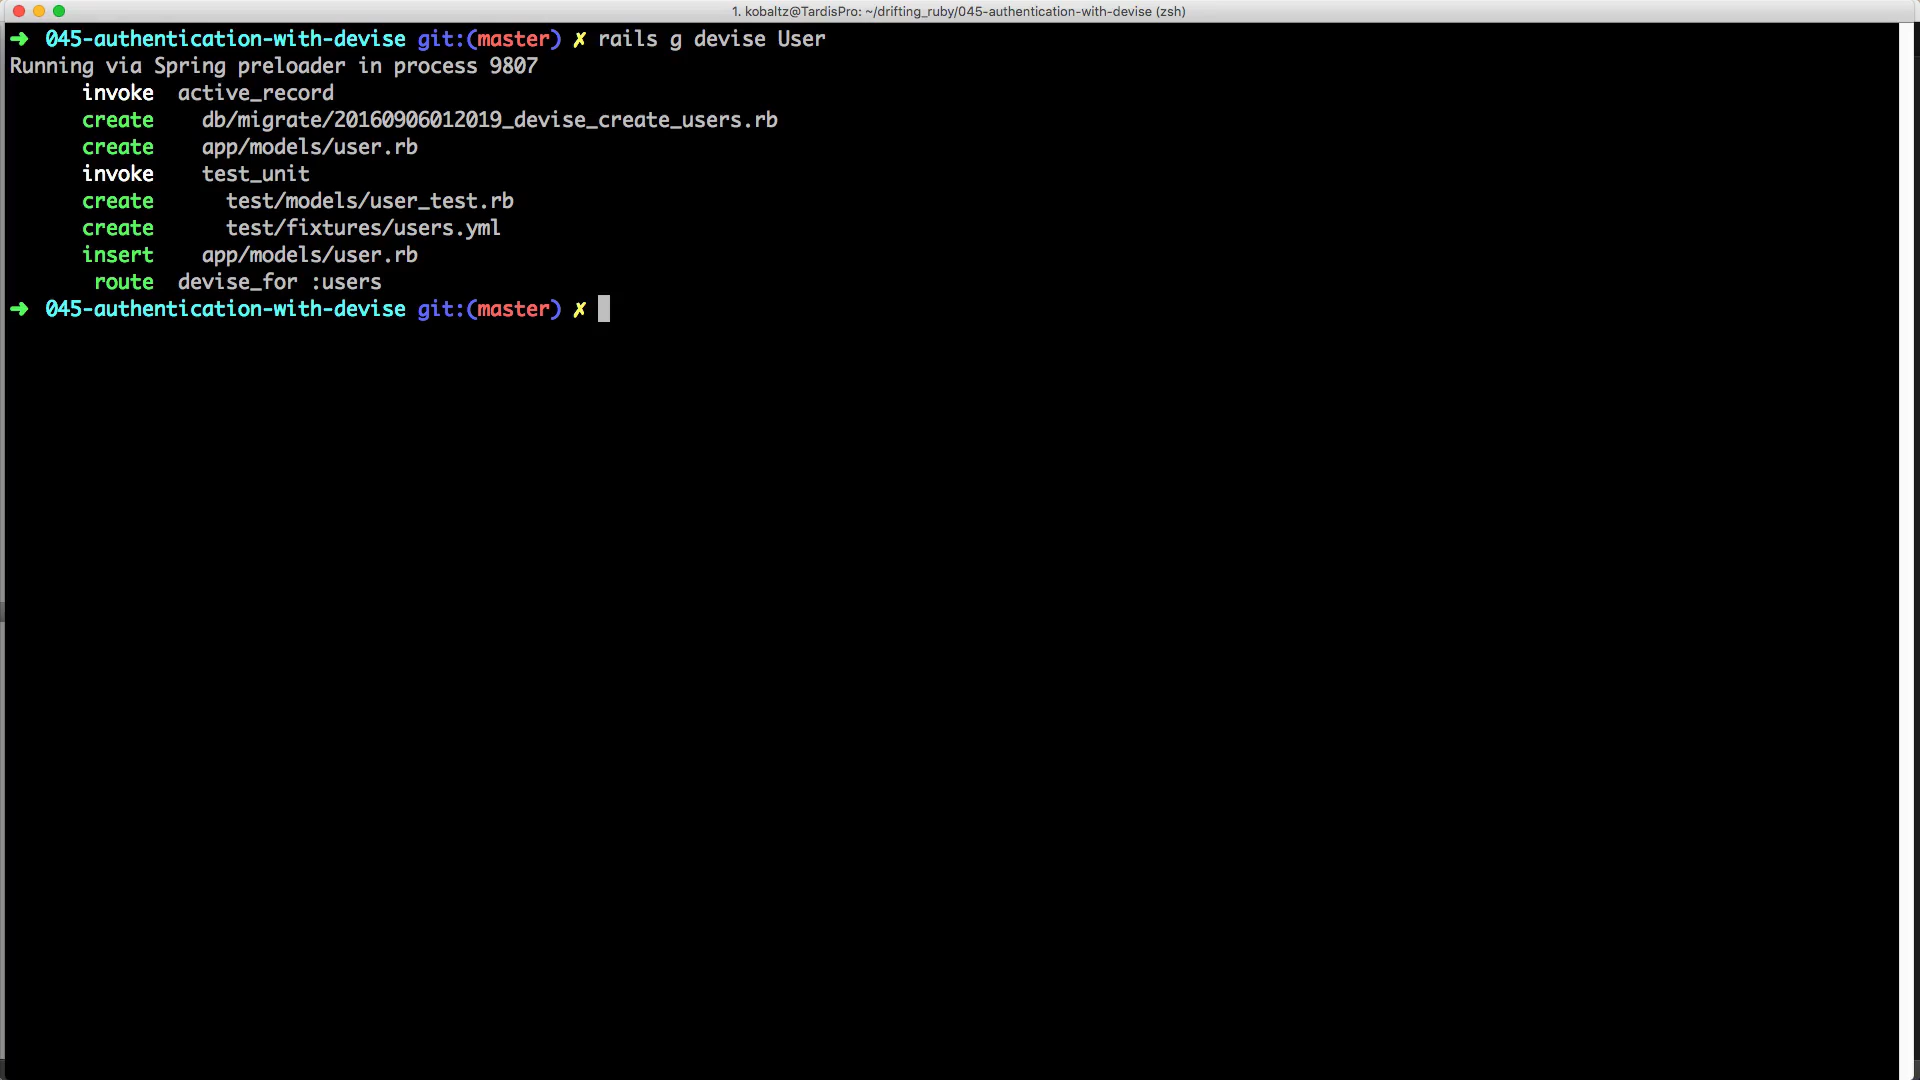 1. kobaltz@TardisPro: ~/drifting_ruby/045-authentication-with-devise (zsh)
➜ 045-authentication-with-devise git:(master) ✗ rails g devise User
Running via Spring preloader in process 9807
invoke active_record
create db/migrate/20160906012019_devise_create_users.rb
create app/models/user.rb
invoke test_unit
create test/models/user_test.rb
create test/fixtures/users.yml
insert app/models/user.rb
route devise_for :users
➜ 045-authentication-with-devise git:(master) ✗